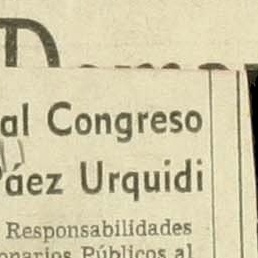 al Congreso
Páez Urquidi
Responsabilidades
Públicos al